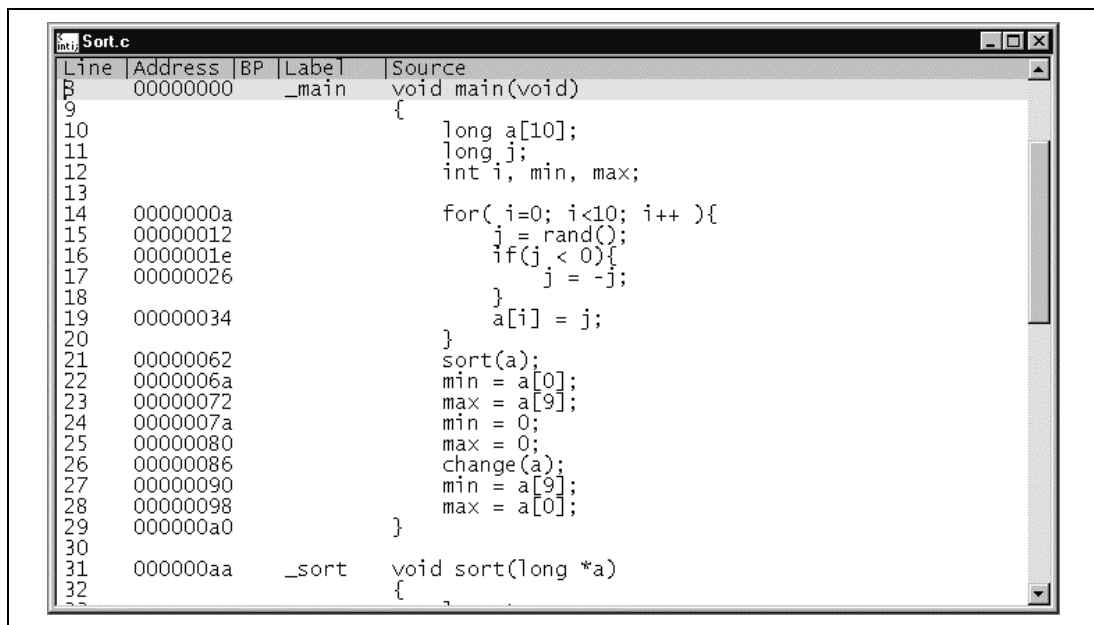 Sort.c
Line |Address |BP |Label |Source
8 00000000 _main void main(void)
9 {
10 long a[10];
11 long j;
12 int i, min, max;
13
14 0000000a for( i=0; i<10; i++ ){
15 00000012 j = rand();
16 0000001e if(j < 0){
17 00000026 j = -j;
18 }
19 00000034 a[i] = j;
20 }
21 00000062 sort(a);
22 0000006a min = a[0];
23 00000072 max = a[9];
24 0000007a min = 0;
25 00000080 max = 0;
26 00000086 change(a);
27 00000090 min = a[9];
28 00000098 max = a[0];
29 000000a0 }
30
31 000000aa _sort void sort(long *a)
32 {